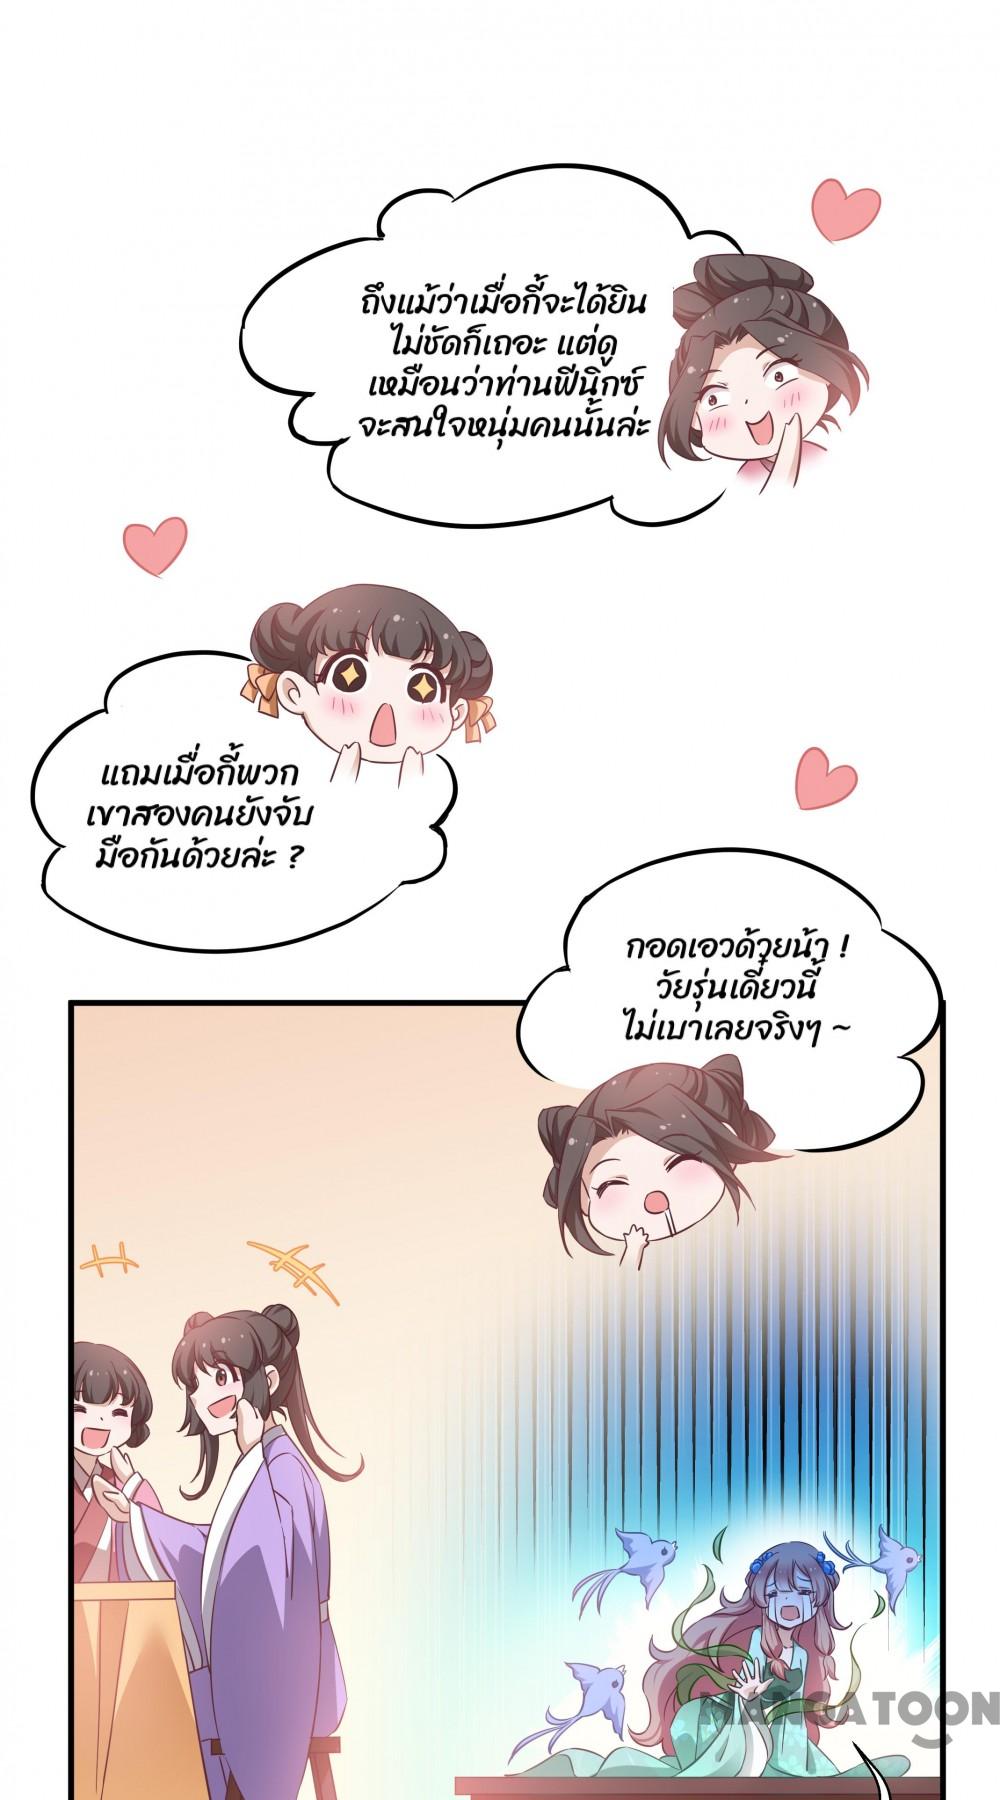 ถึงแม้ว่าเมื่อกี้จะได้ยิน
ไม่ชัดก็เถอะ แต่ดู
เหมือนว่าท่านฟีนิกซ์
จะสนใจหนุ่มคนนั้นล่ะ
แถมเมื่อกี้พวก
เขาสองคนยังจับ
มือกันด้วยล่ะ ?
กอดเอวด้วยน้า !
วัยรุ่นเดี๋ยวนี้
ไม่เบาเลยจริงๆ ~
MANGATOON